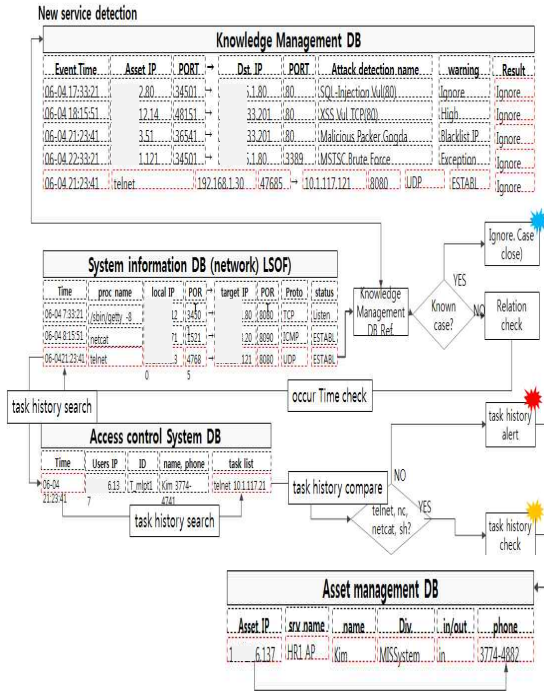 New service detection
Knowledge Management DB
Event Time Asset IP PORT → Dst. IP PORT Attack detection name warning Result
06-04.17:33:21 2.80 34501 → 5.1.80 80 SQL-Injection Vul(80) Ignore Ignore
06-04 18:15:51 12.14 48151 → 33.201 80 XSS Vul TCP(80) High Ignore
06-04.21:23:41 3.51 36541 → 33.201 80 Malicious Packer.Gogda Blacklist.IP Ignore
06-04.22:33:21 1.121 34501 → 5.1.80 3389 MSTSC.Brute Force Exception Ignore
06-04.21:23:41 telnet 192.168.1.30 47685 → 10.1.117.121 8080 UDP ESTABL Ignore
Ignore. Case close)
System information DB (network) LSOF
Time proc name local IP POR T target IP POR T Proto status
06-04 7:33:21 /sbin/getty -8 12 3450 .80 8080 TCP Listen
06-04 8:15:51 netcat 71 1521 .20 8090 ICMP ESTABL
06-0421:23:41 telnet 3 4768 121 8080 UDP ESTABL
0 5
Knowledge
Management
DB Ref.
Known
case?
YES
NO
Relation
check
task history search
occur Time check
Access control System DB
Time Users IP ID name, phone task list
06-04 6.13 T_mlpt1 Kim 3774- telnet 10.1.117.21
21:23:41 7 4741
task history search
task history compare
NO
YES
telnet, nc,
netcat, sh?
task history
alert
task history
check
Asset management DB
Asset IP srv name name Div. in/out phone
1 6.137 HR1 AP Kim MISSystem in 3774-4882